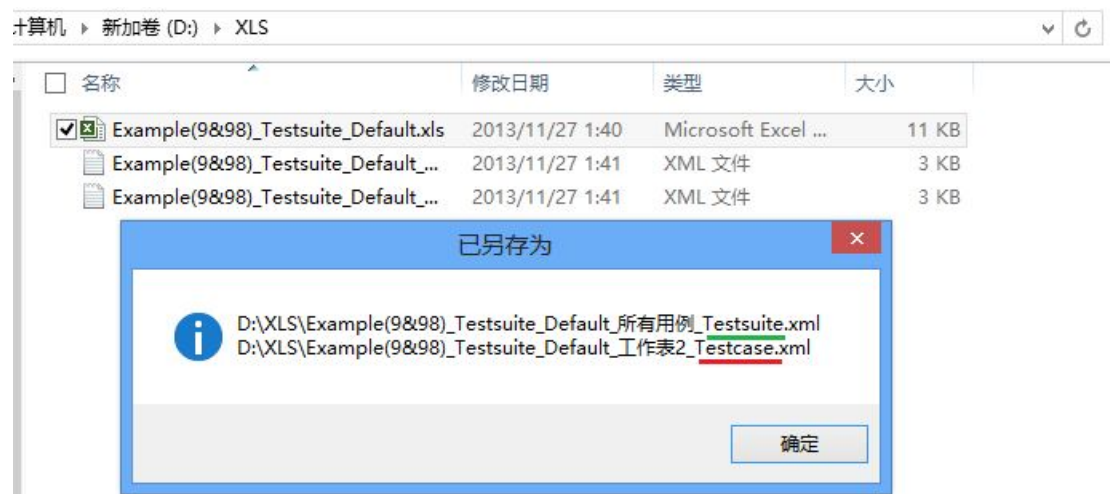 计算机 ▸ 新加卷 (D:) ▸ XLS
名称 修改日期 类型 大小
Example(9&98)_Testsuite_Default.xls 2013/11/27 1:40 Microsoft Excel ... 11 KB
Example(9&98)_Testsuite_Default_... 2013/11/27 1:41 XML 文件 3 KB
Example(9&98)_Testsuite_Default_... 2013/11/27 1:41 XML 文件 3 KB
已另存为
D:\XLS\Example(9&98)_Testsuite_Default_所有用例_Testsuite.xml
D:\XLS\Example(9&98)_Testsuite_Default_工作表2_Testcase.xml
确定